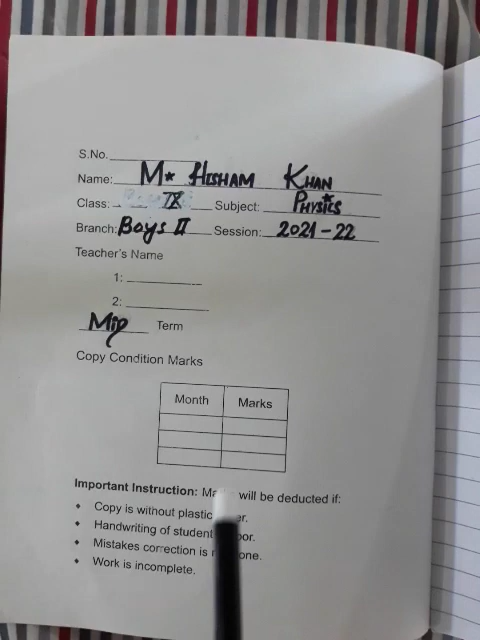 S.No.
Name: M* HISHAM KHAN
Class: IX Subject: PHYSICS
Branch: Boys II Session: 2021-22
Teacher's Name
1:
2:
Mid Term
Copy Condition Marks
Month Marks
Important Instruction: will be deducted if:
• Copy is without plastic
• Handwriting of student
• Mistakes correction is
• Work is incomplete.